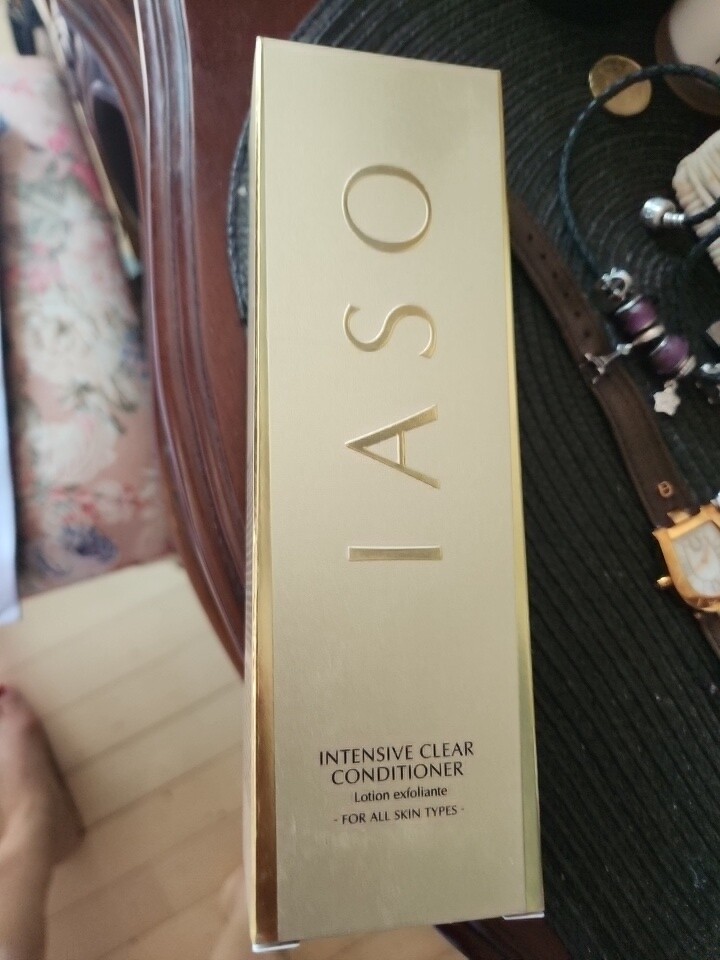 IASO
INTENSIVE CLEAR
CONDITIONER
Lotion exfoliante
- FOR ALL SKIN TYPES -